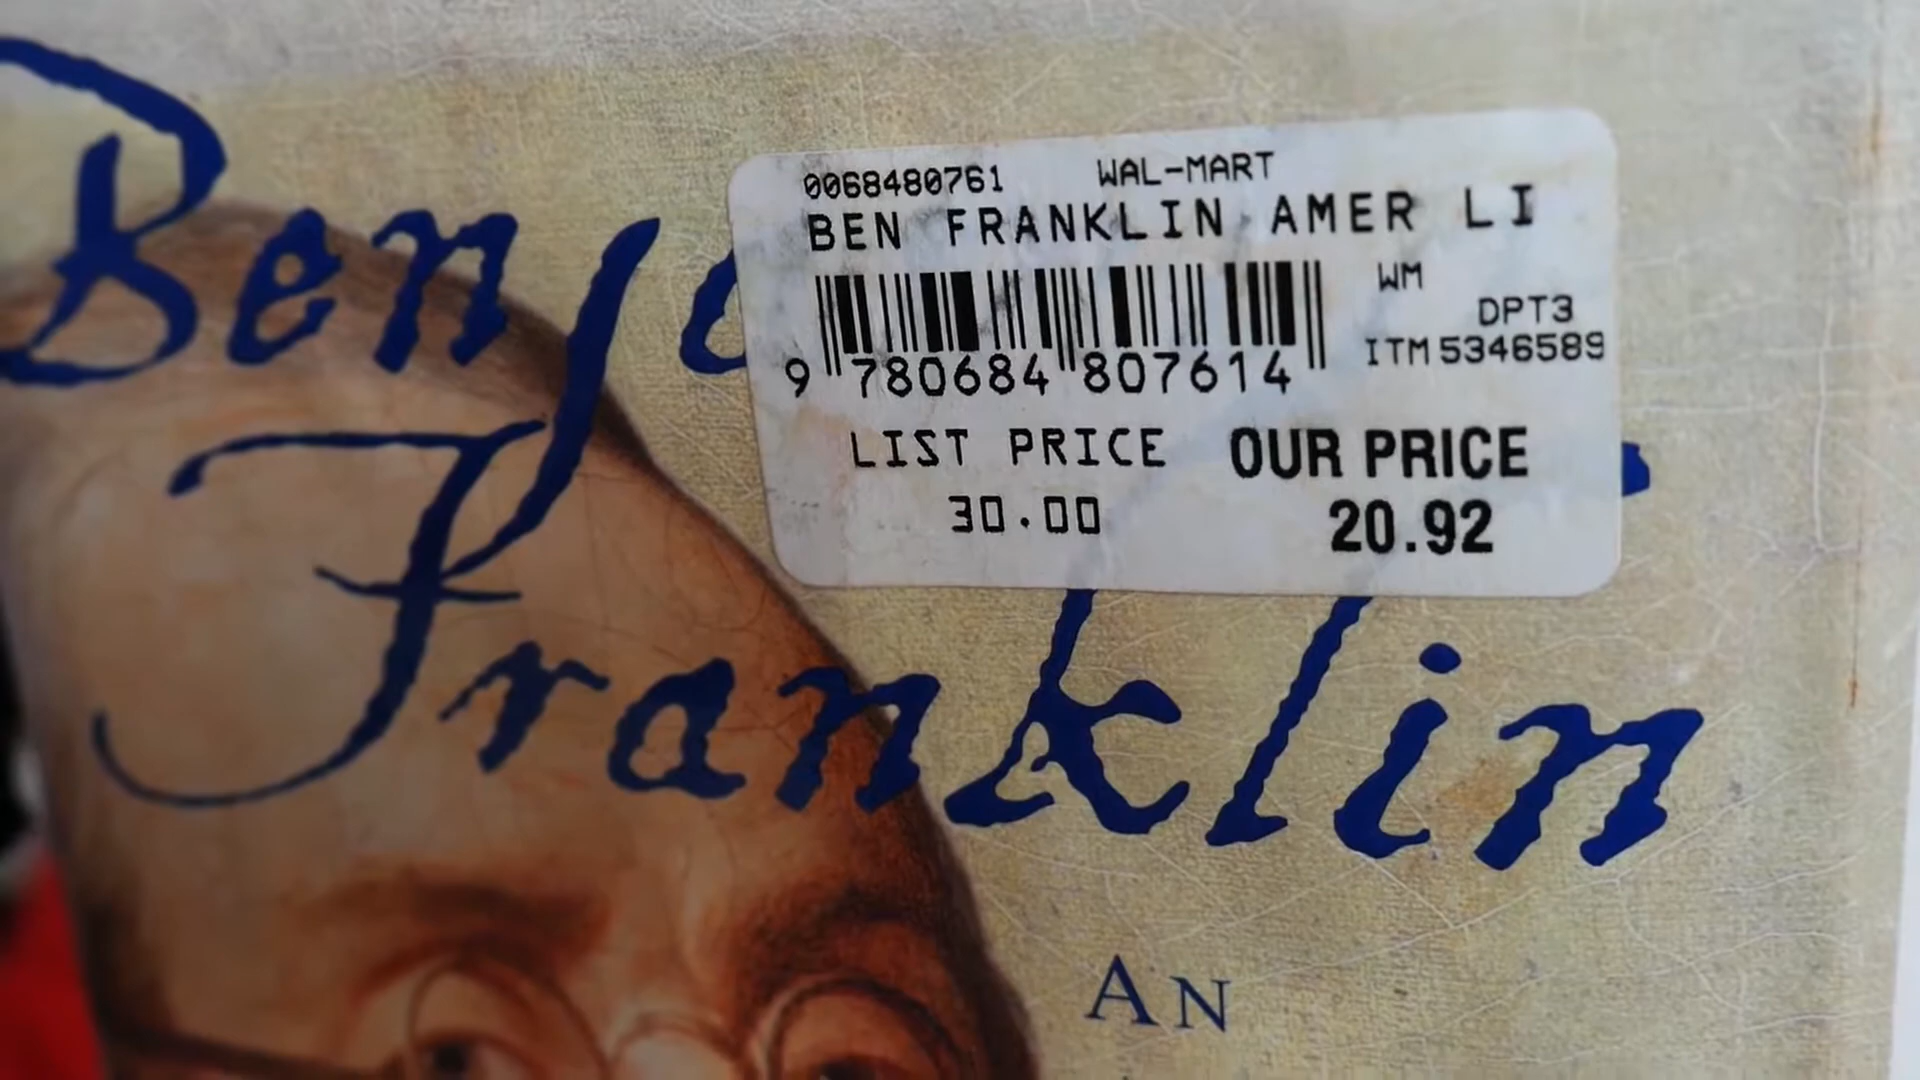 Benja
Franklin
AN
0068480761 WAL-MART
BEN FRANKLIN AMER LI
WM
DPT3
ITM 5346589
9 780684 807614
LIST PRICE OUR PRICE
30.00 20.92